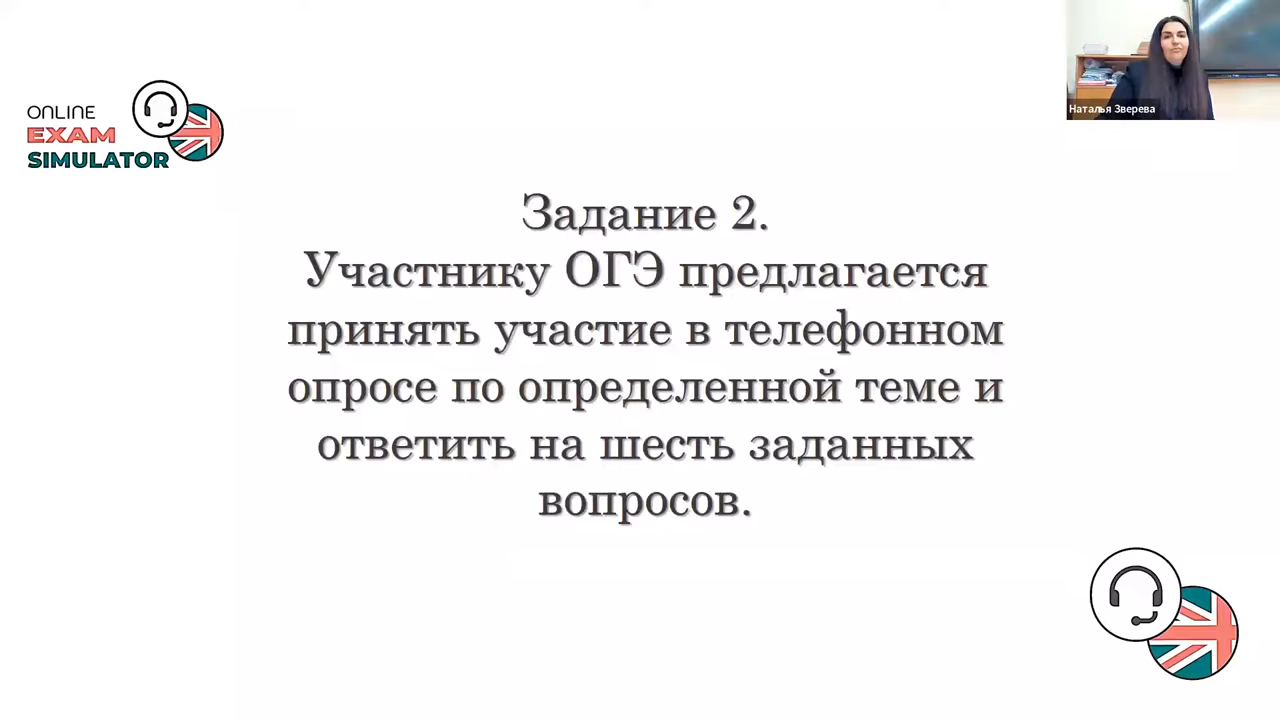 ONLINE
EXAM
SIMULATOR
Наталья Зверева
Задание 2.
Участнику ОГЭ предлагается
принять участие в телефонном
опросе по определенной теме и
ответить на шесть заданных
вопросов.